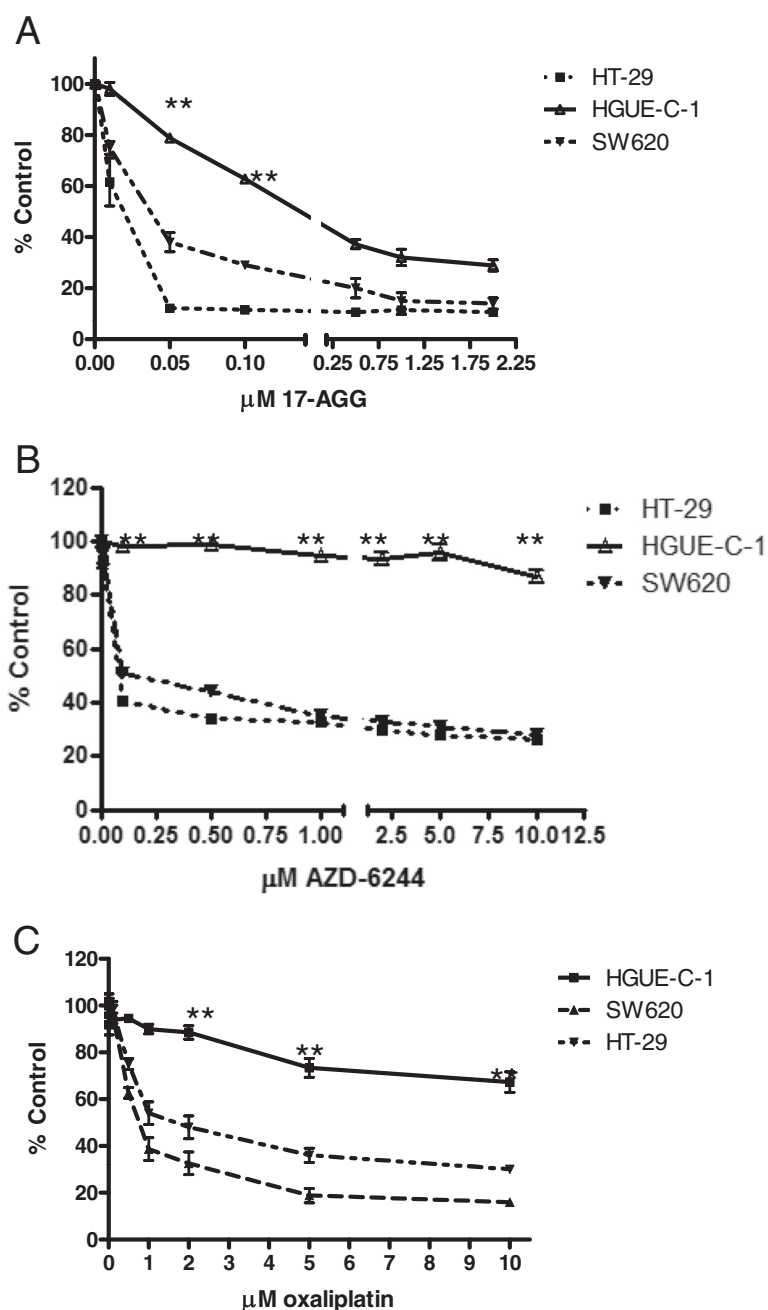 A
HT-29
HGUE-C-1
SW620
% Control
100
80
60
40
20
0
**
**
0.00 0.05 0.10 0.25 0.75 1.25 1.75 2.25
μM 17-AGG
B
HT-29
HGUE-C-1
SW620
% Control
120
100
80
60
40
20
0
** ** ** ** ** **
0.00 0.25 0.50 0.75 1.00 2.5 5.0 7.5 10.0 12.5
μM AZD-6244
C
HGUE-C-1
SW620
HT-29
% Control
120
100
80
60
40
20
0
**
**
**
0 1 2 3 4 5 6 7 8 9 10
μM oxaliplatin